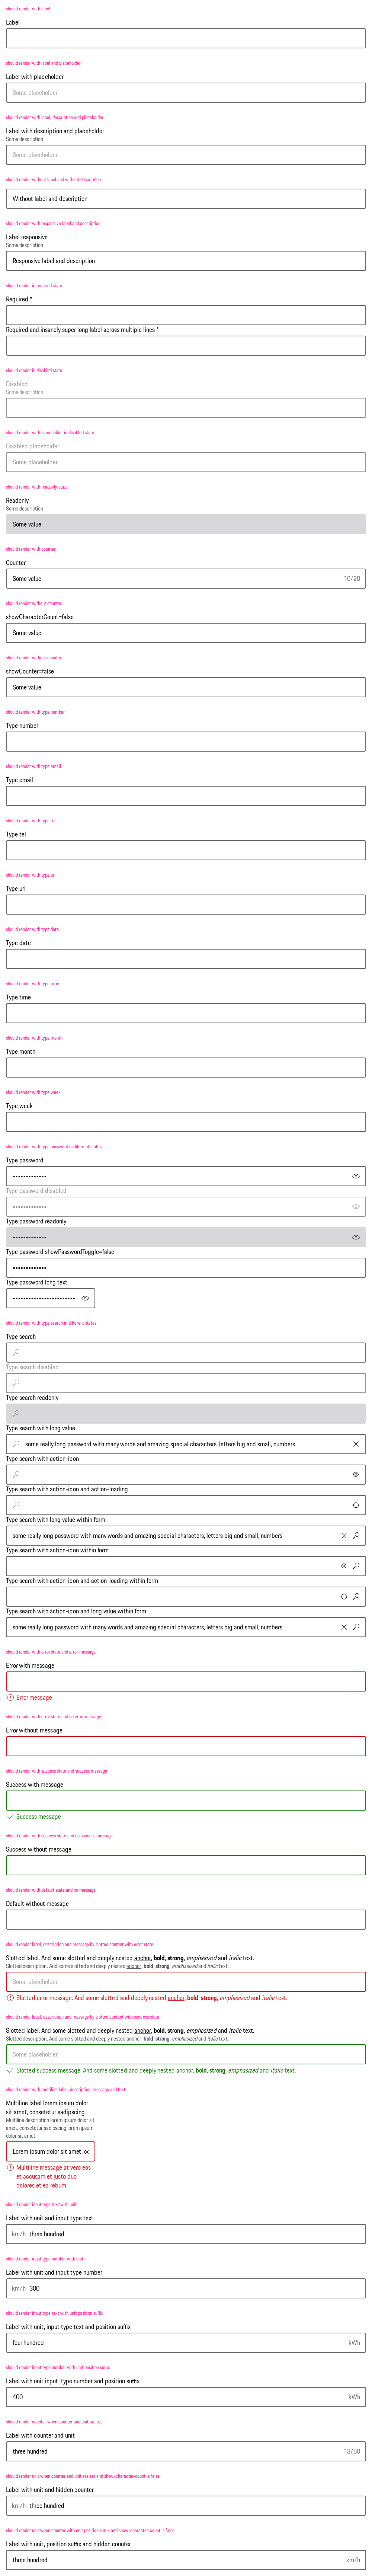 should render with label
Label
should render with label and placeholder
Label with placeholder
Some placeholder
should render with label, description and placeholder
Label with description and placeholder
Some description
Some placeholder
should render without label and without description
Without label and description
should render with responsive label and description
Label responsive
Some description
Responsive label and description
should render in required state
Required *
Required and insanely super long label across multiple lines *
should render in disabled state
Disabled
Some description
should render with placeholder in disabled state
Disabled placeholder
Some placeholder
should render with readonly state
Readonly
Some description
Some value
should render with counter
Counter
Some value 10/20
should render without counter
showCharacterCount=false
Some value
should render without counter
showCounter=false
Some value
should render with type number
Type number
should render with type email
Type email
should render with type tel
Type tel
should render with type url
Type url
should render with type date
Type date
should render with type time
Type time
should render with type month
Type month
should render with type week
Type week
should render with type password in different states
Type password
Type password disabled
Type password readonly
Type password showPasswordToggle=false
Type password long text
should render with type search in different states
Type search
Type search disabled
Type search readonly
Type search with long value
some really long password with many words and amazing special characters, letters big and small, numbers
Type search with action-icon
Type search with action-icon and action-loading
Type search with long value within form
some really long password with many words and amazing special characters, letters big and small, numbers
Type search with action-icon within form
Type search with action-icon and action-loading within form
Type search with action-icon and long value within form
some really long password with many words and amazing special characters, letters big and small, numbers
should render with error state and error message
Error with message
Error message
should render with error state and no error message
Error without message
should render with success state and success message
Success with message
Success message
should render with success state and no success message
Success without message
should render with default state and no message
Default without message
should render label, description and message by slotted content with error state
Slotted label. And some slotted and deeply nested anchor, bold, strong, emphasized and italic text.
Slotted description. And some slotted and deeply nested anchor, bold, strong, emphasized and italic text.
Some placeholder
Slotted error message. And some slotted and deeply nested anchor, bold, strong, emphasized and italic text.
should render label, description and message by slotted content with success state
Slotted label. And some slotted and deeply nested anchor, bold, strong, emphasized and italic text.
Slotted description. And some slotted and deeply nested anchor, bold, strong, emphasized and italic text.
Some placeholder
Slotted success message. And some slotted and deeply nested anchor, bold, strong, emphasized and italic text.
should render with multiline label, description, message and text
Multiline label lorem ipsum dolor
sit amet, consetetur sadipscing
Multiline description lorem ipsum dolor sit
amet, consetetur sadipscing lorem ipsum
dolor sit amet
Lorem ipsum dolor sit amet, co
Multiline message at vero eos
et accusam et justo duo
dolores et ea rebum.
should render input type text with unit
Label with unit and input type text
km/h three hundred
should render input type number with unit
Label with unit and input type number
km/h 300
should render input type text with unit position suffix
Label with unit, input type text and position suffix
four hundred kWh
should render input type number with unit position suffix
Label with unit input, type number and position suffix
400 kWh
should render counter when counter and unit are set
Label with counter and unit
three hundred 13/50
should render unit when counter and unit are set and show-character-count is false
Label with unit and hidden counter
km/h three hundred
should render unit when counter with unit position suffix and show-character-count is false
Label with unit, position suffix and hidden counter
three hundred km/h